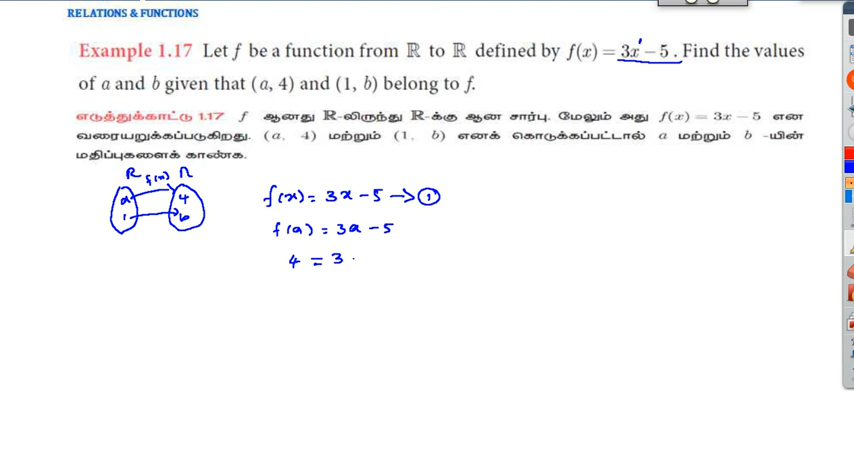 RELATIONS & FUNCTIONS
Example 1.17 Let f be a function from ℝ to ℝ defined by f(x) = 3x − 5 . Find the values
of a and b given that (a, 4) and (1, b) belong to f.
எடுத்துக்காட்டு 1.17 f ஆனது ℝ-லிருந்து ℝ-க்கு ஆன சார்பு. மேலும் அது f(x) = 3x − 5 என
வரையறுக்கப்படுகிறது. (a, 4) மற்றும் (1, b) எனக் கொடுக்கப்பட்டால் a மற்றும் b -யின்
மதிப்புகளைக் காண்க.
R f(x) R
a 4
1 b
f(x) = 3x − 5 → ①
f(a) = 3a − 5
4 = 3